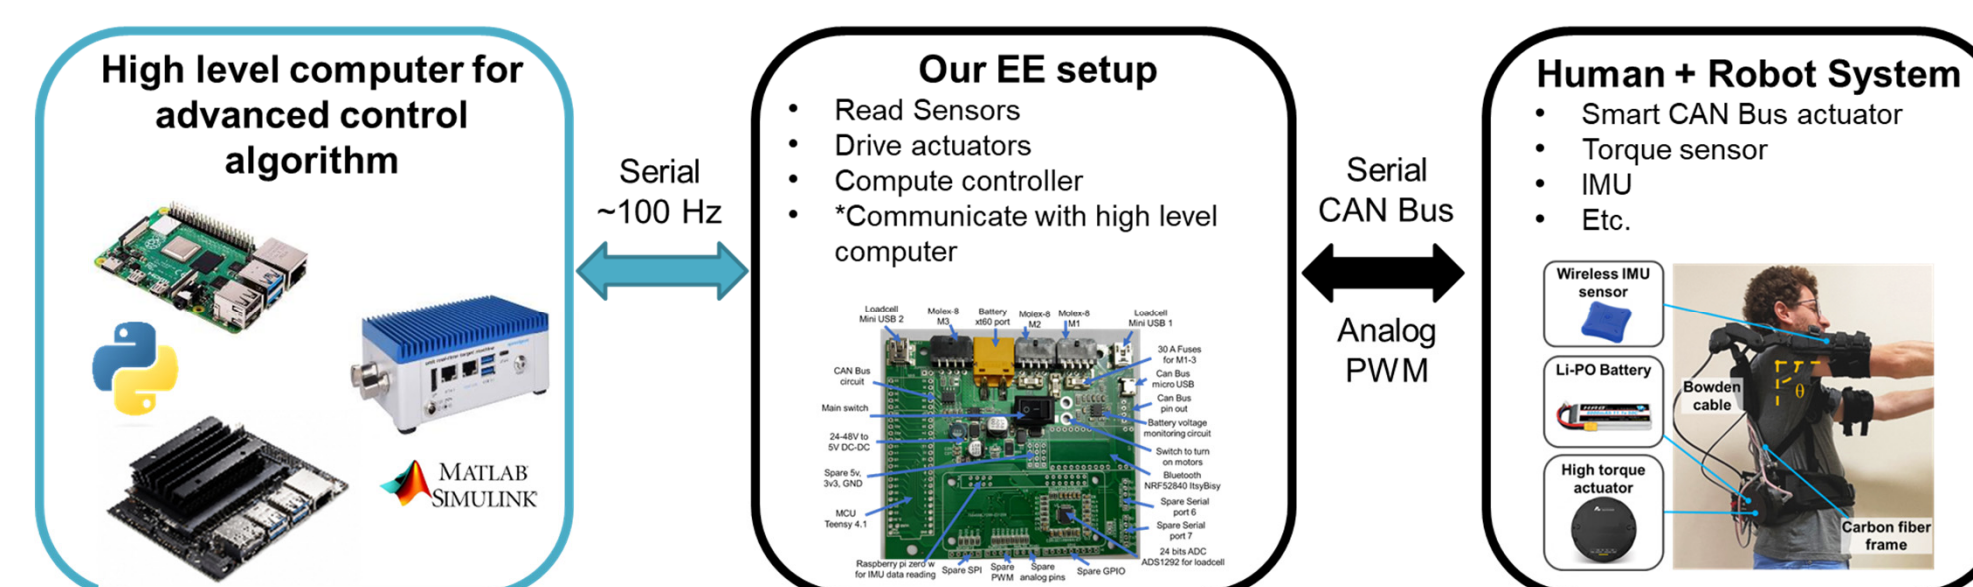 High level computer for
advanced control
algorithm
MATLAB
SIMULINK
Serial
~100 Hz
Our EE setup
• Read Sensors
• Drive actuators
• Compute controller
• *Communicate with high level
computer
Loadcell
Mini USB 2
Molex-8
M3
Battery
xt60 port
Molex-8
M2
Molex-8
M1
Loadcell
Mini USB 1
CAN Bus
circuit
Main switch
24-48V to
5V DC-DC
Spare 5v,
3v3, GND
MCU
Teensy 4.1
Raspberry pi zero w
for IMU data reading
Spare SPI
Spare
PWM
Spare
analog pins
Spare GPIO
30 A Fuses
for M1-3
Can Bus
micro USB
Can Bus
pin out
Battery voltage
monitoring circuit
Switch to turn
on motors
Bluetooth
NRF52840 ItsyBisy
Spare Serial
port 6
Spare Serial
port 7
24 bits ADC
ADS1292 for loadcell
Serial
CAN Bus
Analog
PWM
Human + Robot System
• Smart CAN Bus actuator
• Torque sensor
• IMU
• Etc.
Wireless IMU
sensor
Li-PO Battery
High torque
actuator
Bowden
cable
θ
Carbon fiber
frame